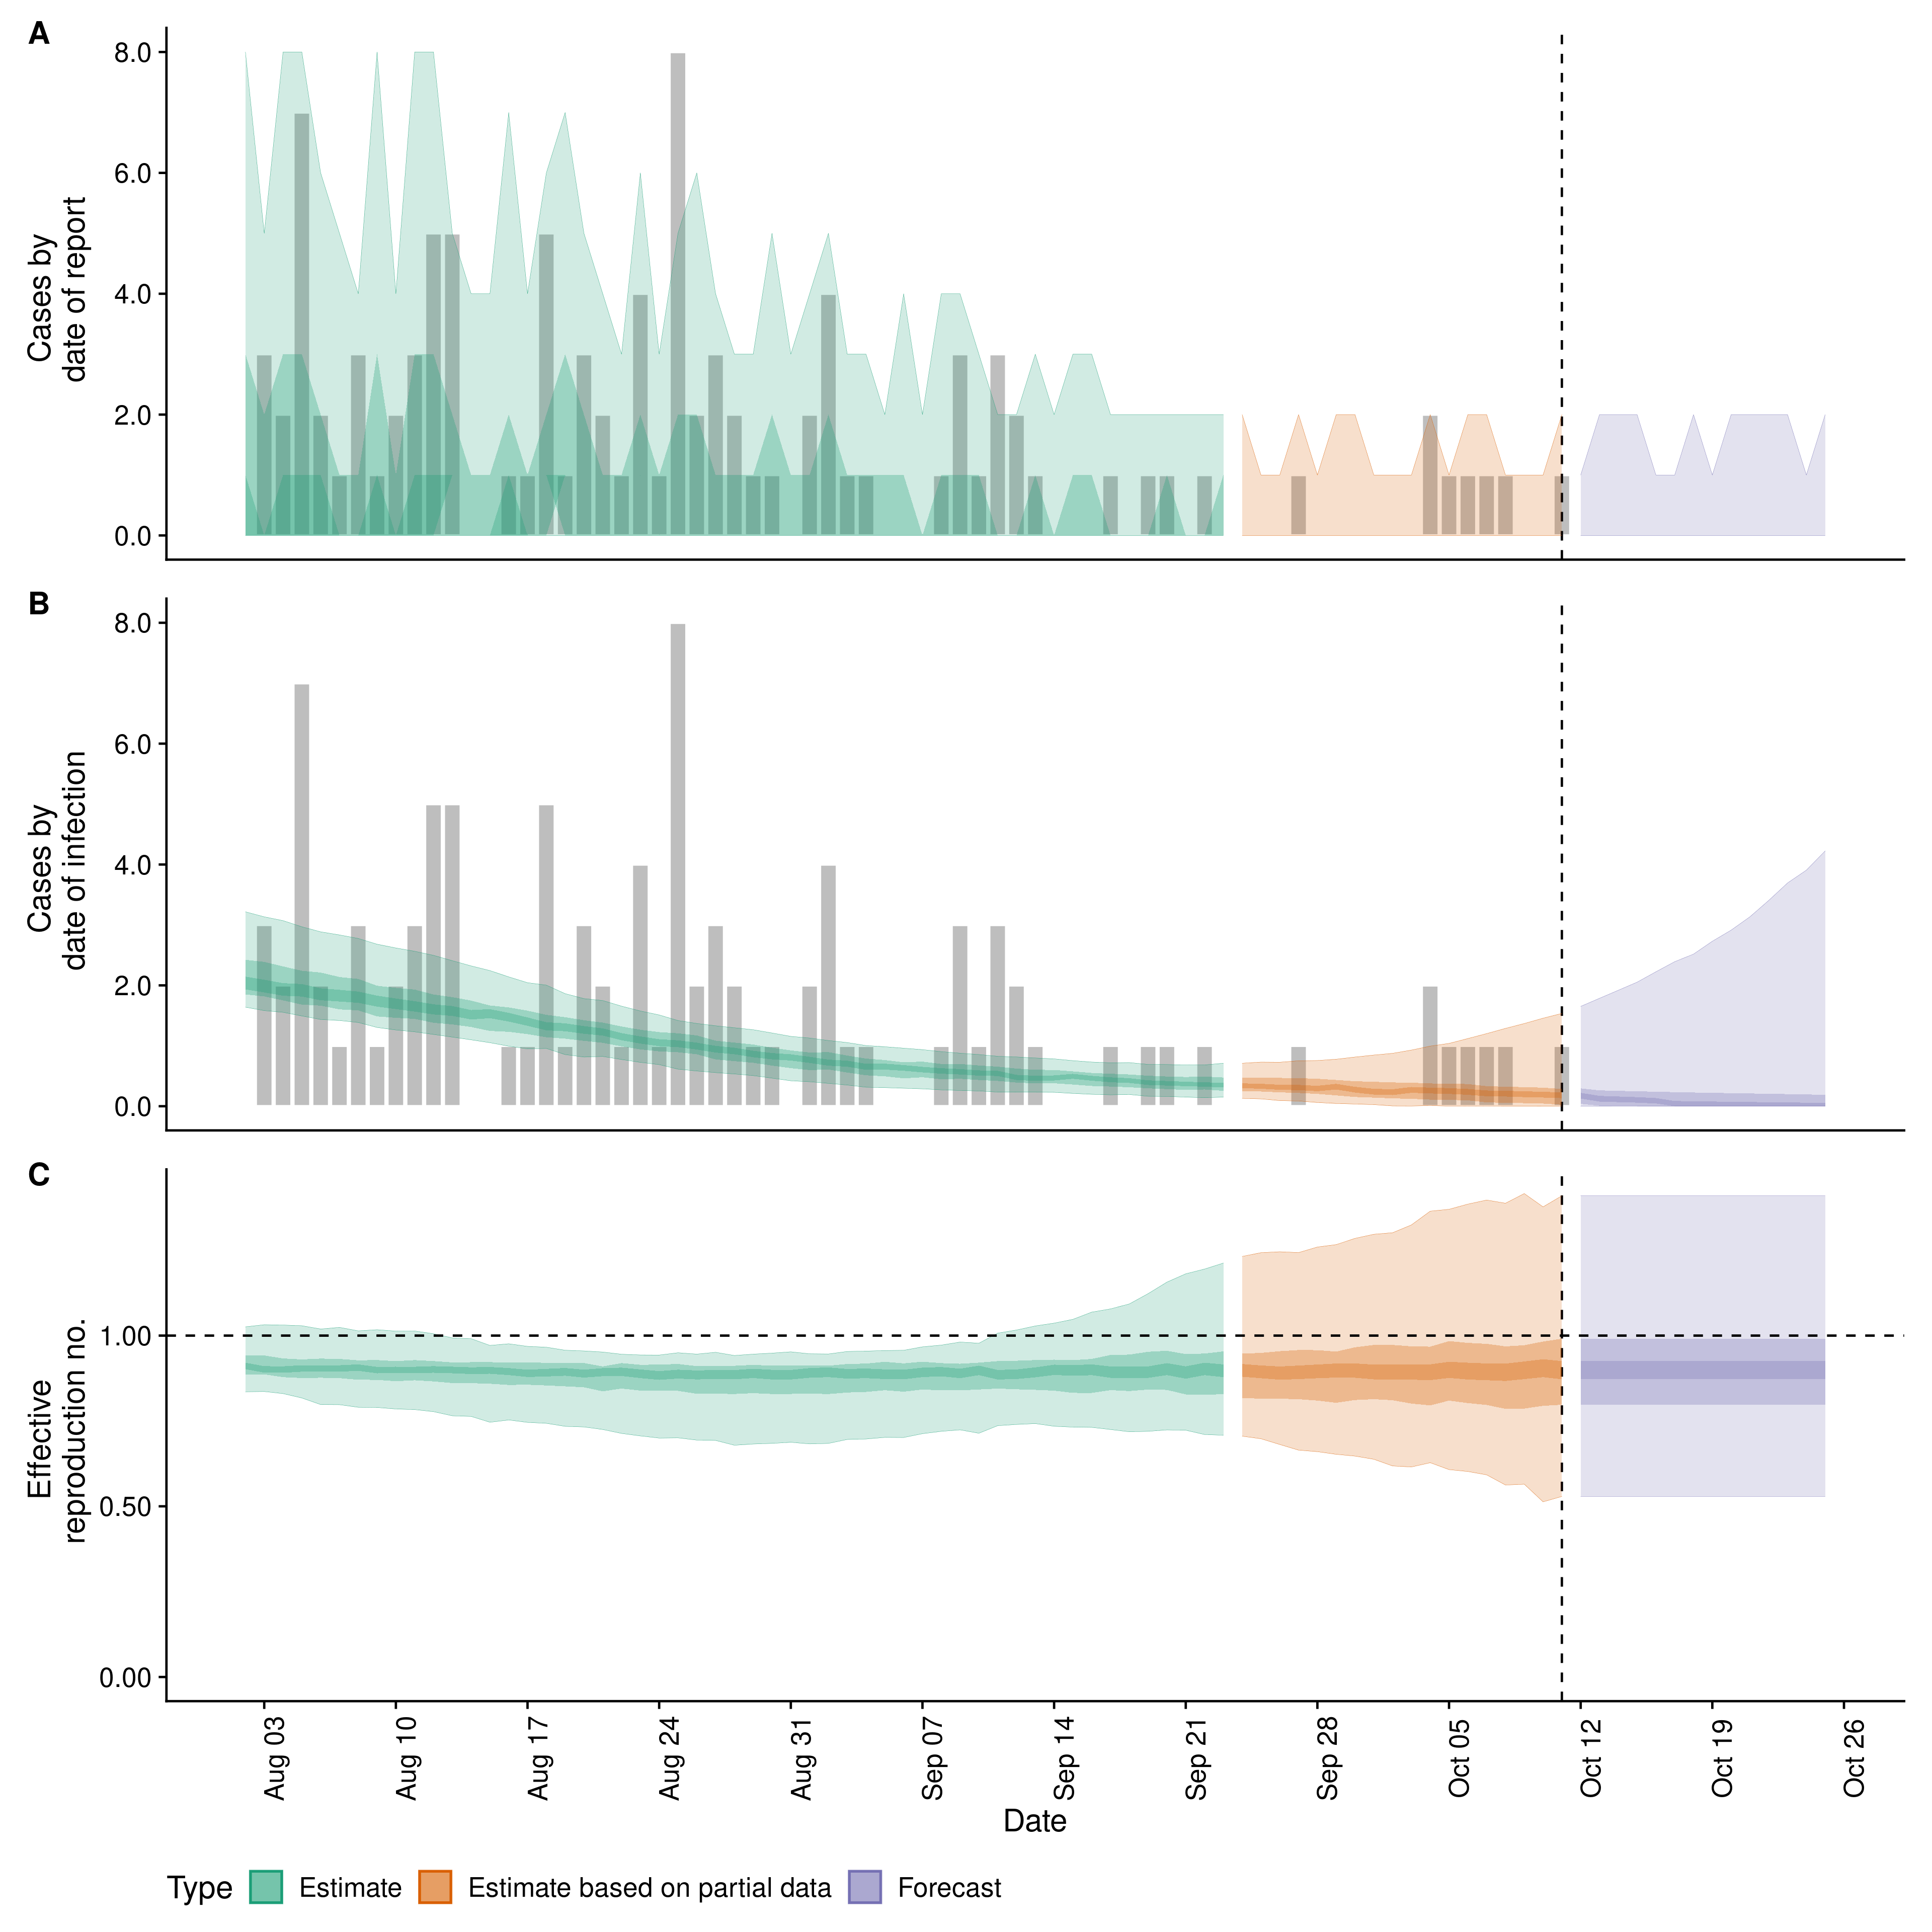 A
8.0
6.0
4.0
2.0
0.0
Cases by
date of report
B
8.0
6.0
4.0
2.0
0.0
Cases by
date of infection
C
1.00
0.50
0.00
Effective
reproduction no.
Aug 03
Aug 10
Aug 17
Aug 24
Aug 31
Sep 07
Sep 14
Sep 21
Sep 28
Oct 05
Oct 12
Oct 19
Oct 26
Date
Type Estimate Estimate based on partial data Forecast